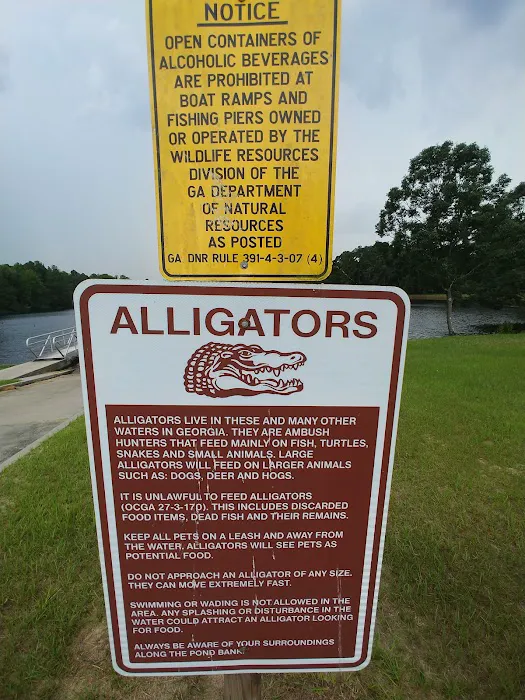 NOTICE
OPEN CONTAINERS OF
ALCOHOLIC BEVERAGES
ARE PROHIBITED AT
BOAT RAMPS AND
FISHING PIERS OWNED
OR OPERATED BY THE
WILDLIFE RESOURCES
DIVISION OF THE
GA DEPARTMENT
OF NATURAL
RESOURCES
AS POSTED
GA. DNR RULE 391-4-3-07 (4)
ALLIGATORS
ALLIGATORS LIVE IN THESE AND MANY OTHER
WATERS IN GEORGIA. THEY ARE AMBUSH
HUNTERS THAT FEED MAINLY ON FISH, TURTLES,
SNAKES AND SMALL ANIMALS. LARGE
ALLIGATORS WILL FEED ON LARGER ANIMALS
SUCH AS: DOGS, DEER AND HOGS.
IT IS UNLAWFUL TO FEED ALLIGATORS
(OCGA 27-3-170). THIS INCLUDES DISCARDED
FOOD ITEMS, DEAD FISH AND THEIR REMAINS.
KEEP ALL PETS ON A LEASH AND AWAY FROM
THE WATER, ALLIGATORS WILL SEE PETS AS
POTENTIAL FOOD.
DO NOT APPROACH AN ALLIGATOR OF ANY SIZE.
THEY CAN MOVE EXTREMELY FAST.
SWIMMING OR WADING IS NOT ALLOWED IN THE
AREA. ANY SPLASHING OR DISTURBANCE IN THE
WATER COULD ATTRACT AN ALLIGATOR LOOKING
FOR FOOD.
ALWAYS BE AWARE OF YOUR SURROUNDINGS
ALONG THE POND BANK.